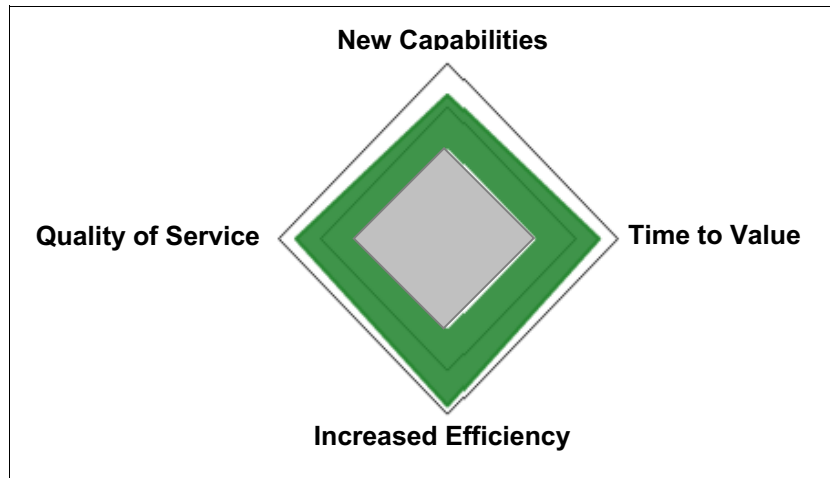 New Capabilities
Quality of Service
Time to Value
Increased Efficiency